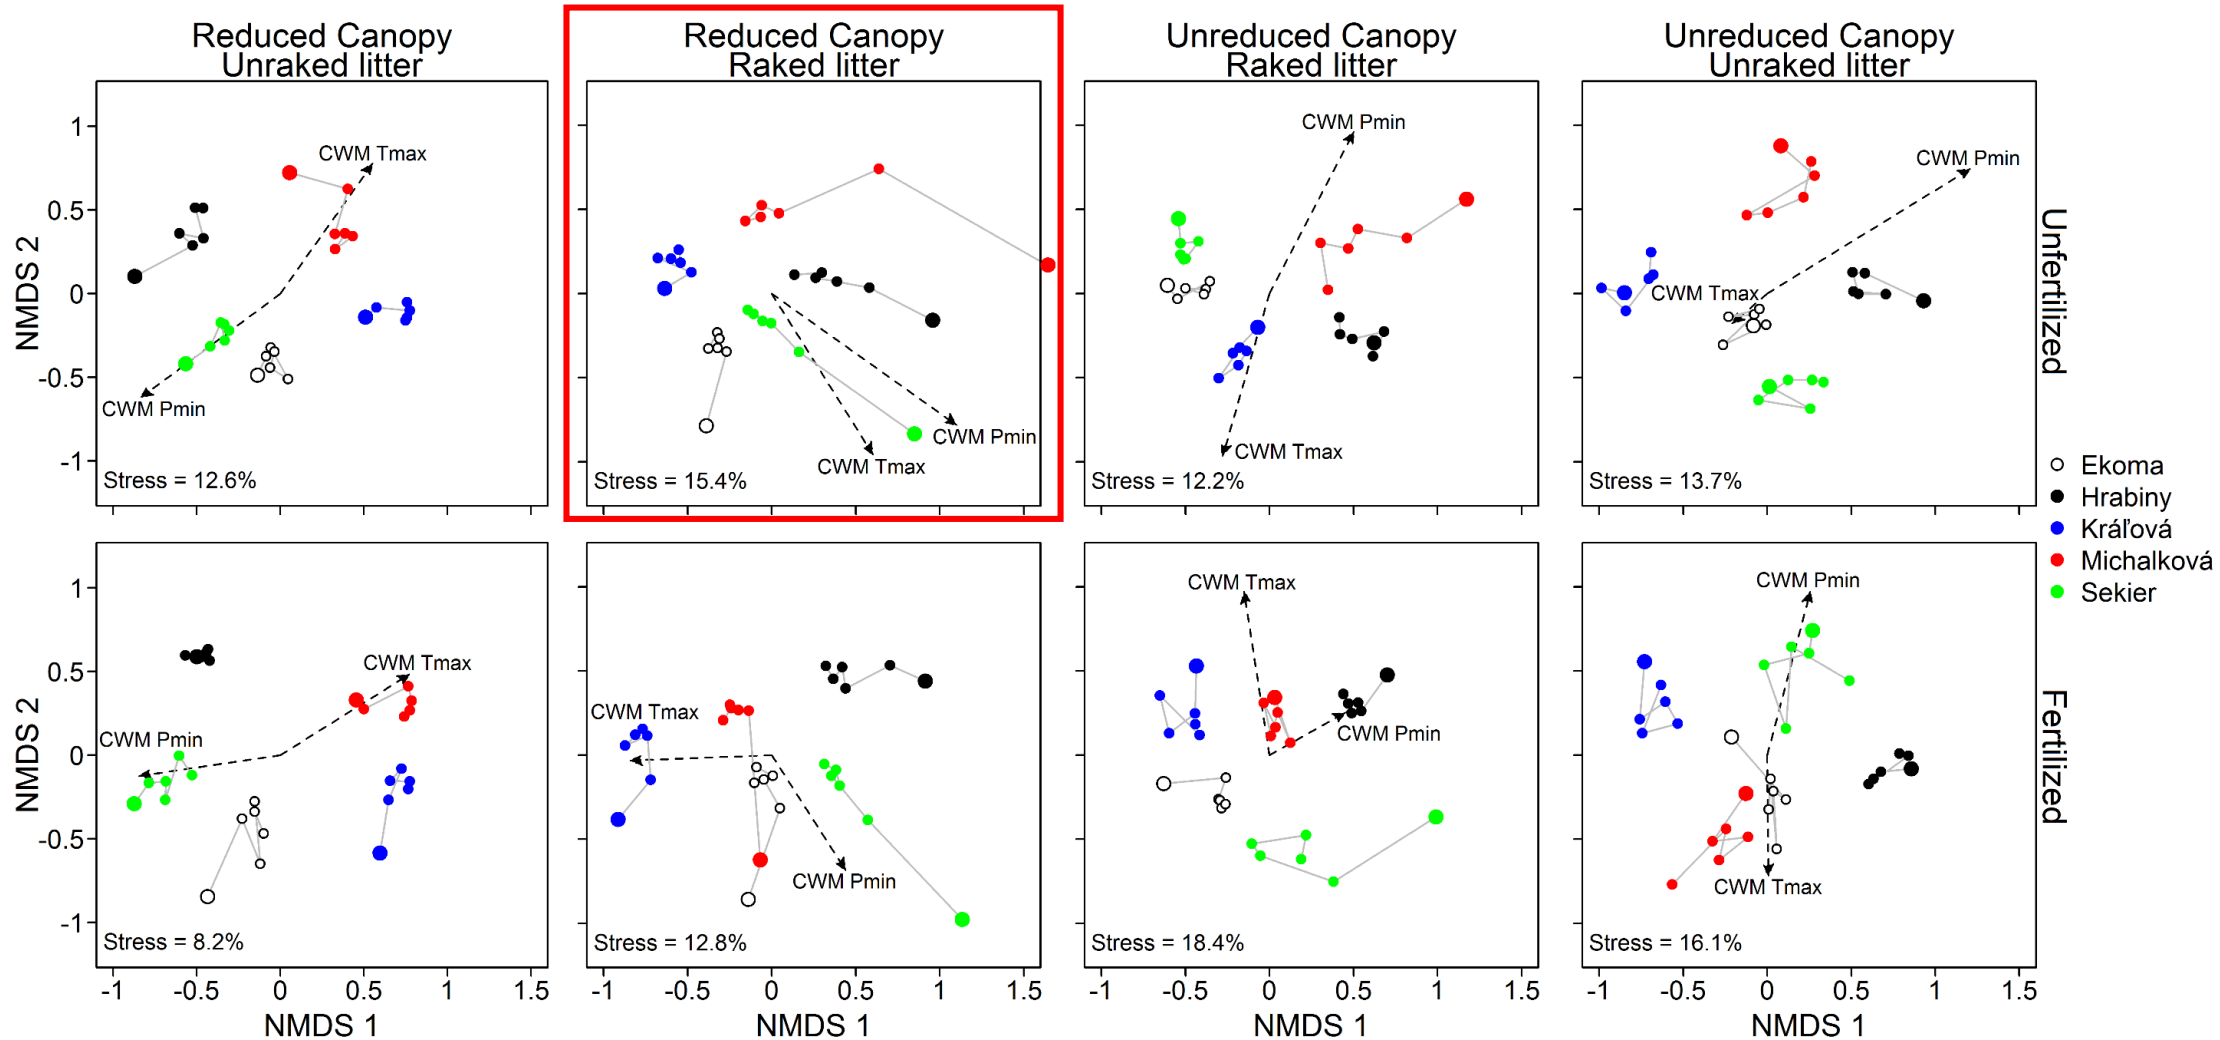 Reduced Canopy
Unraked litter
Reduced Canopy
Raked litter
Unreduced Canopy
Raked litter
Unreduced Canopy
Unraked litter
NMDS 2
1
0.5
0
-0.5
-1
CWM Tmax
CWM Pmin
Stress = 12.6%
CWM Pmin
CWM Tmax
Stress = 15.4%
CWM Pmin
CWM Tmax
Stress = 12.2%
CWM Pmin
CWM Tmax
Stress = 13.7%
Unfertilized
Ekoma
Hrabiny
Kráľová
Michalková
Sekier
NMDS 2
1
0.5
0
-0.5
-1
CWM Tmax
CWM Pmin
Stress = 8.2%
CWM Tmax
CWM Pmin
Stress = 12.8%
CWM Tmax
CWM Pmin
Stress = 18.4%
CWM Pmin
CWM Tmax
Stress = 16.1%
Fertilized
-1 -0.5 0 0.5 1 1.5
-1 -0.5 0 0.5 1 1.5
-1 -0.5 0 0.5 1 1.5
-1 -0.5 0 0.5 1 1.5
NMDS 1
NMDS 1
NMDS 1
NMDS 1